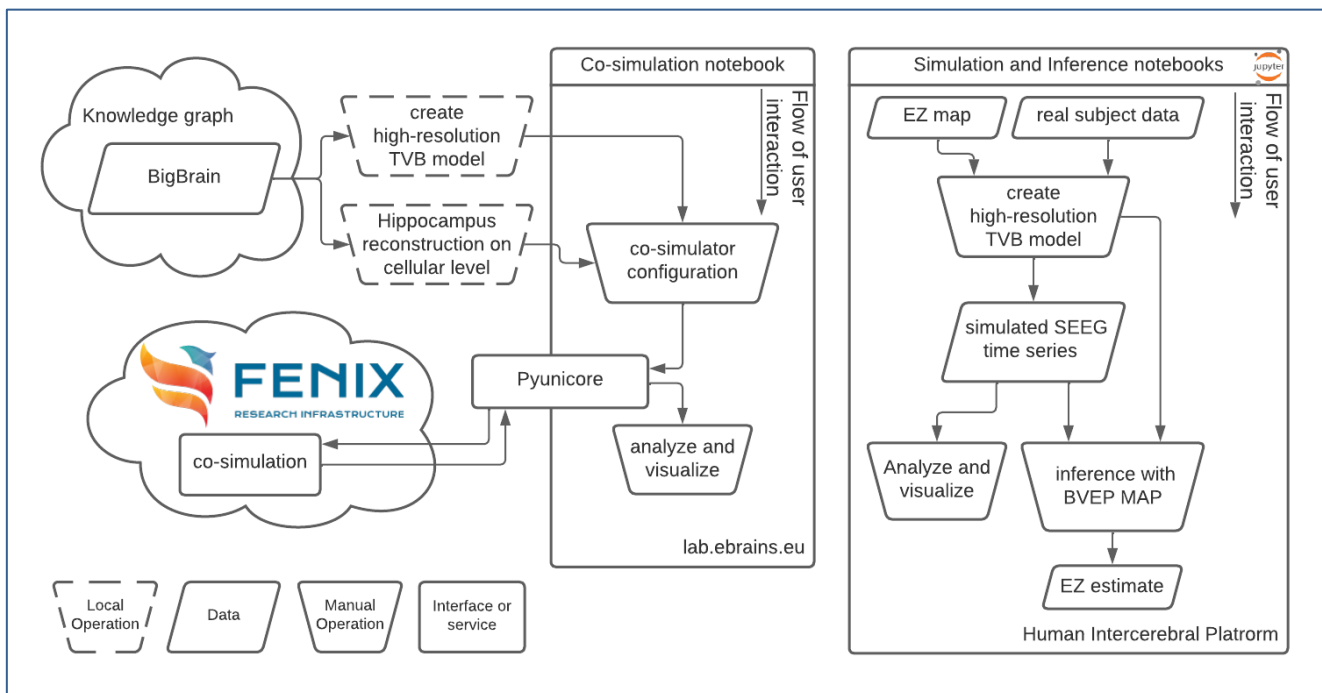 Knowledge graph
BigBrain
create
high-resolution
TVB model
Hippocampus
reconstruction on
cellular level
FENIX
RESEARCH INFRASTRUCTURE
co-simulation
Co-simulation notebook
Flow of user
interaction
co-simulator
configuration
Pyunicore
analyze and
visualize
lab.ebrains.eu
Simulation and Inference notebooks
jupyter
EZ map
real subject data
Flow of user
interaction
create
high-resolution
TVB model
simulated SEEG
time series
Analyze and
visualize
inference with
BVEP MAP
EZ estimate
Human Intercerebral Platrorm
Local
Operation
Data
Manual
Operation
Interface or
service